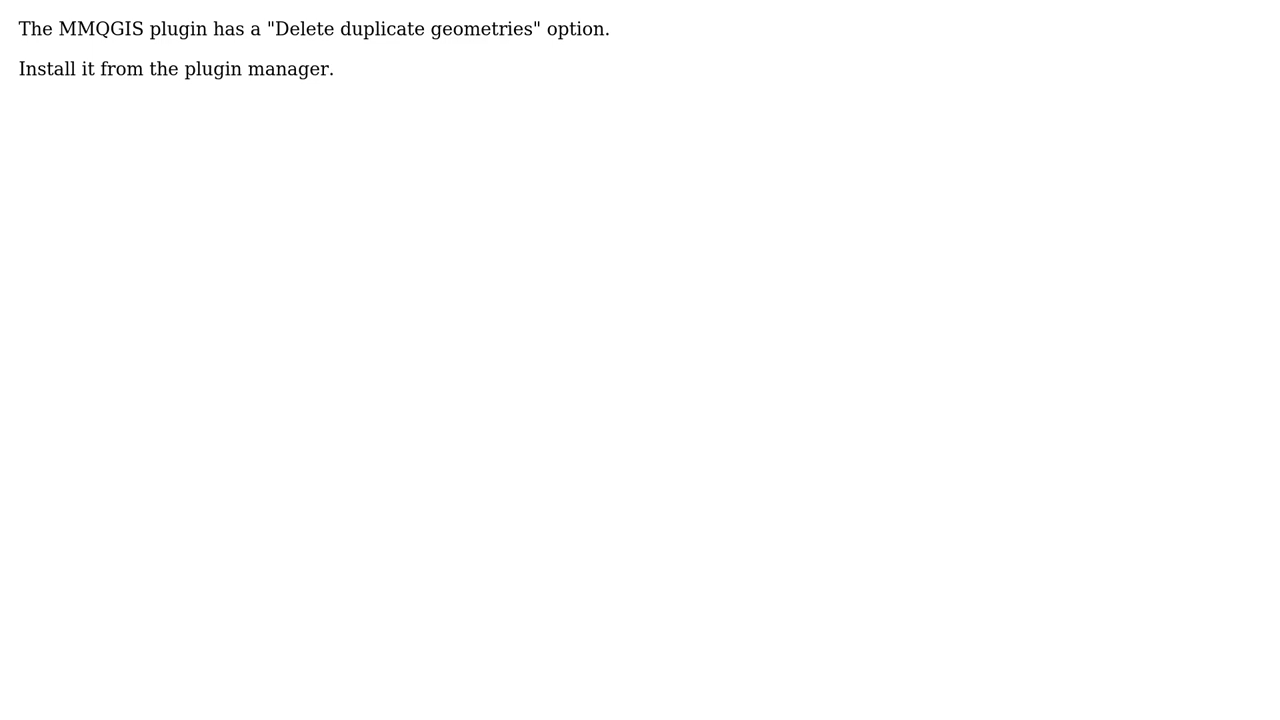 The MMQGIS plugin has a "Delete duplicate geometries" option.
Install it from the plugin manager.